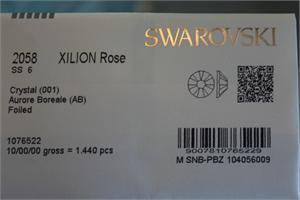 SWAROVSKI
2058 XILION Rose
SS 6
Crystal (001)
Aurore Boreale (AB)
Foiled
1076522
10/00/00 gross = 1.440 pcs
9007810765229
M SNB-PBZ 104056009